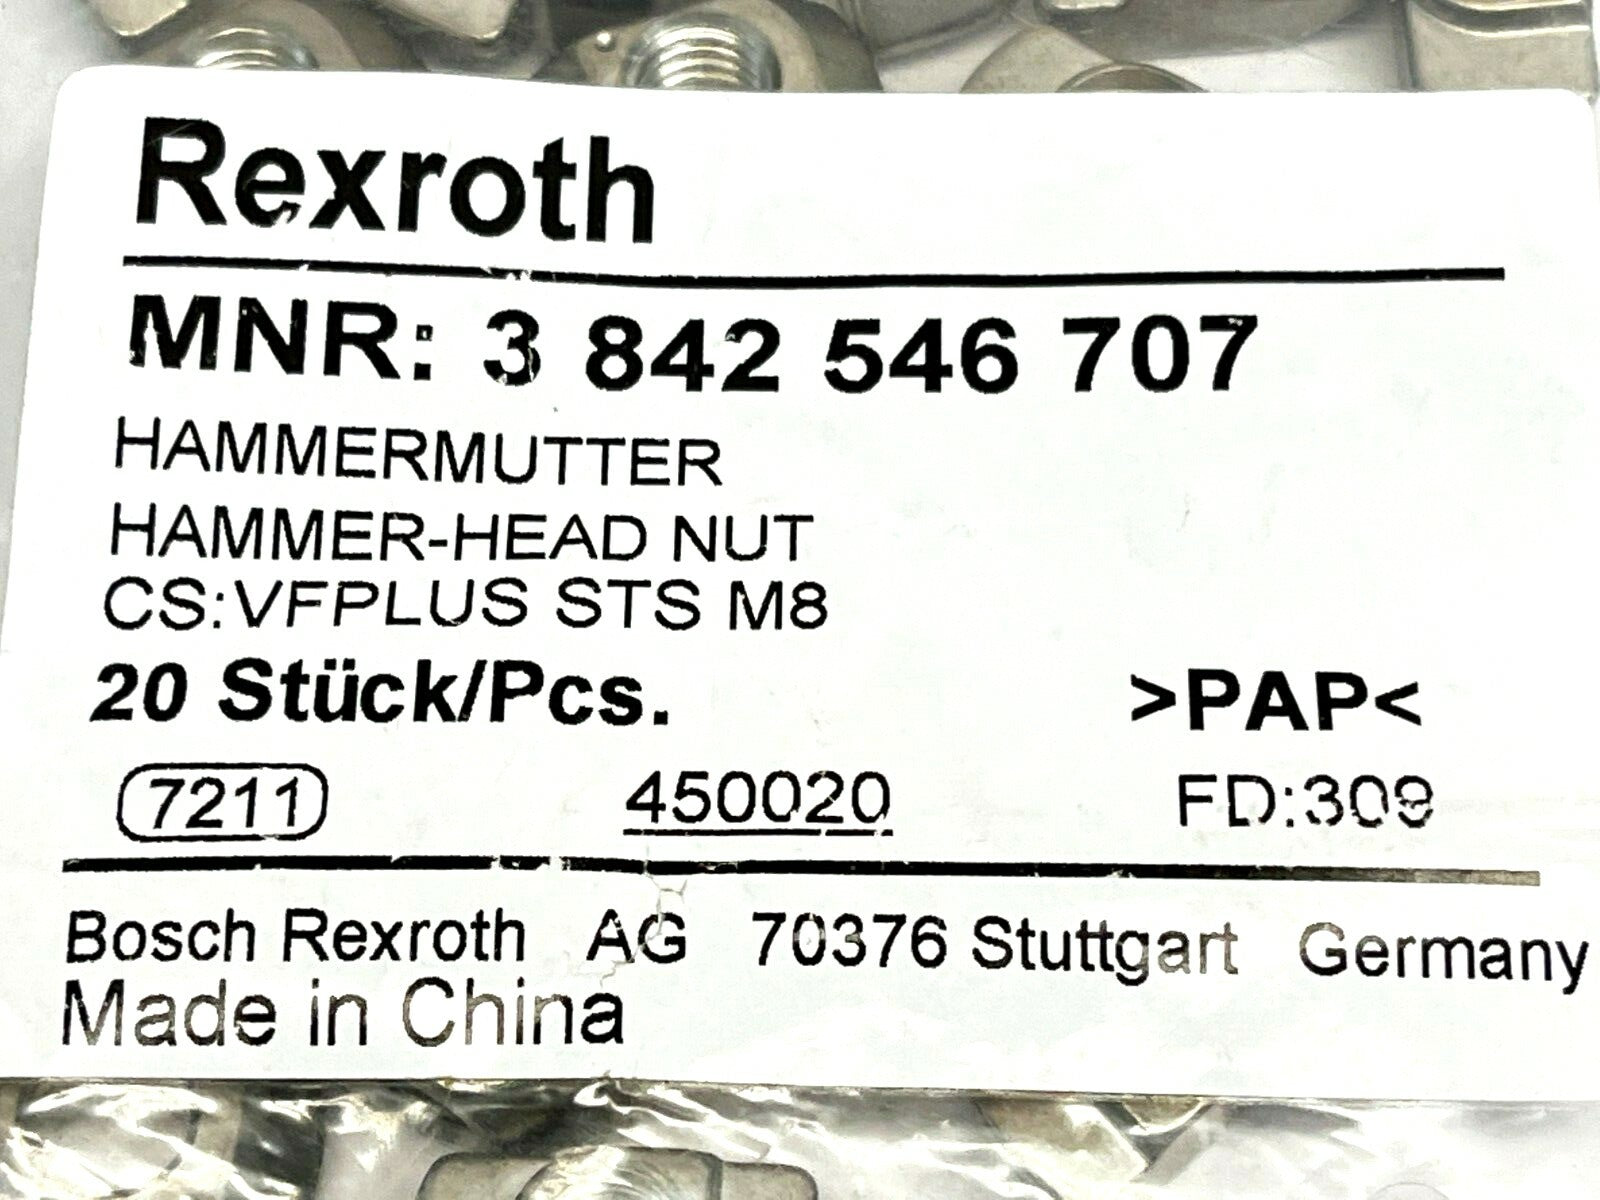 Rexroth
MNR: 3 842 546 707
HAMMERMUTTER
HAMMER-HEAD NUT
CS:VFPLUS STS M8
20 Stück/Pcs. >PAP<
7211 450020 FD:309
Bosch Rexroth AG 70376 Stuttgart Germany
Made in China